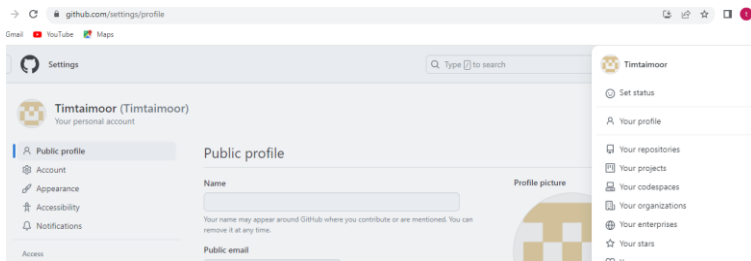 github.com/settings/profile
Gmail YouTube Maps
Settings
Type / to search
Timtaimoor
Timtaimoor (Timtaimoor)
Your personal account
Public profile
Account
Appearance
Accessibility
Notifications
Access
Public profile
Name
Your name may appear around GitHub where you contribute or are mentioned. You can
remove it at any time.
Public email
Profile picture
Set status
Your profile
Your repositories
Your projects
Your codespaces
Your organizations
Your enterprises
Your stars